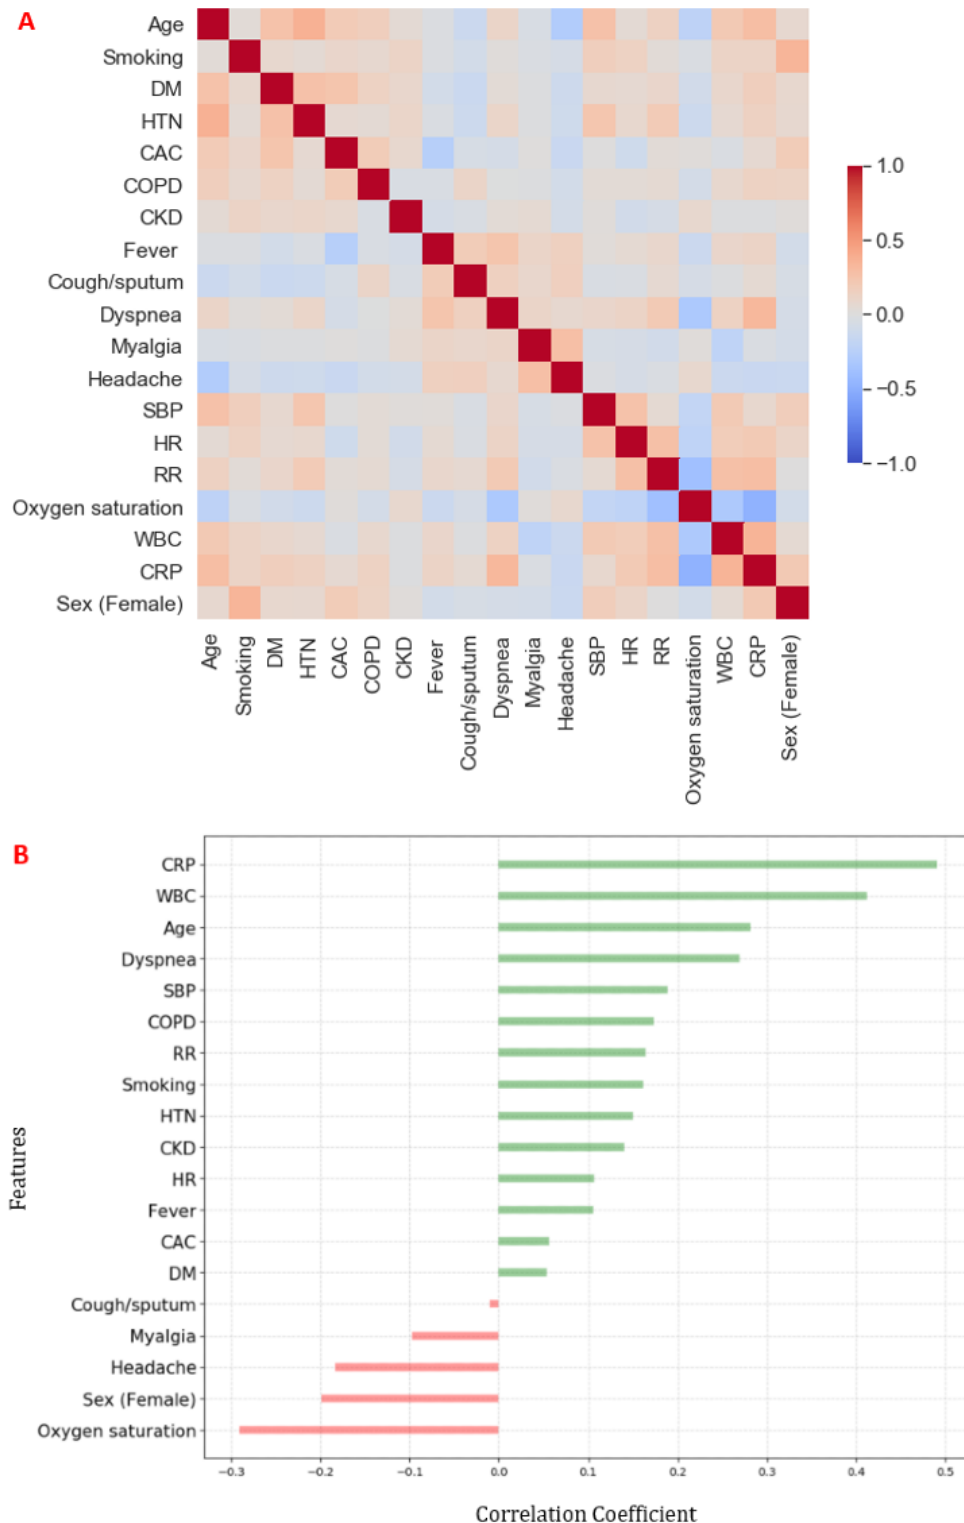 A
Age
Smoking
DM
HTN
CAC
COPD
CKD
Fever
Cough/sputum
Dyspnea
Myalgia
Headache
SBP
HR
RR
Oxygen saturation
WBC
CRP
Sex (Female)
Age
Smoking
DM
HTN
CAC
COPD
CKD
Fever
Cough/sputum
Dyspnea
Myalgia
Headache
SBP
HR
RR
Oxygen saturation
WBC
CRP
Sex (Female)
1.0
0.5
0.0
−0.5
−1.0
B
Features
CRP
WBC
Age
Dyspnea
SBP
COPD
RR
Smoking
HTN
CKD
HR
Fever
CAC
DM
Cough/sputum
Myalgia
Headache
Sex (Female)
Oxygen saturation
−0.3 −0.2 −0.1 0.0 0.1 0.2 0.3 0.4 0.5
Correlation Coefficient